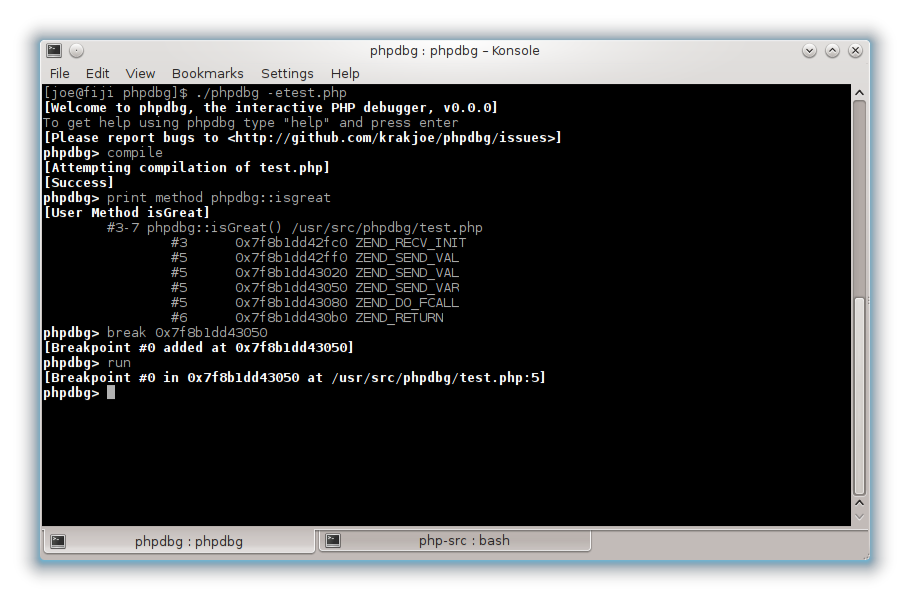 phpdbg : phpdbg – Konsole
File Edit View Bookmarks Settings Help
[joe@fiji phpdbg]$ ./phpdbg -etest.php
[Welcome to phpdbg, the interactive PHP debugger, v0.0.0]
To get help using phpdbg type "help" and press enter
[Please report bugs to <http://github.com/krakjoe/phpdbg/issues>]
phpdbg> compile
[Attempting compilation of test.php]
[Success]
phpdbg> print method phpdbg::isgreat
[User Method isGreat]
#3-7 phpdbg::isGreat() /usr/src/phpdbg/test.php
#3 0x7f8b1dd42fc0 ZEND_RECV_INIT
#5 0x7f8b1dd42ff0 ZEND_SEND_VAL
#5 0x7f8b1dd43020 ZEND_SEND_VAL
#5 0x7f8b1dd43050 ZEND_SEND_VAR
#5 0x7f8b1dd43080 ZEND_DO_FCALL
#6 0x7f8b1dd430b0 ZEND_RETURN
phpdbg> break 0x7f8b1dd43050
[Breakpoint #0 added at 0x7f8b1dd43050]
phpdbg> run
[Breakpoint #0 in 0x7f8b1dd43050 at /usr/src/phpdbg/test.php:5]
phpdbg>
phpdbg : phpdbg
php-src : bash